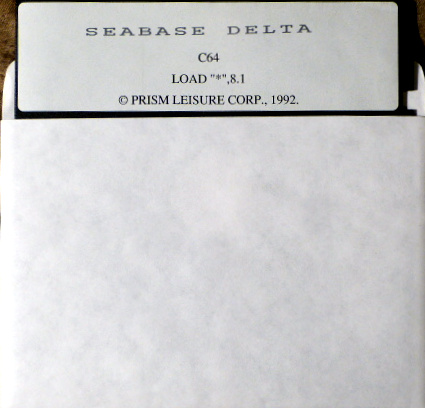 SEABASE DELTA
C64
LOAD "*",8.1
© PRISM LEISURE CORP., 1992.